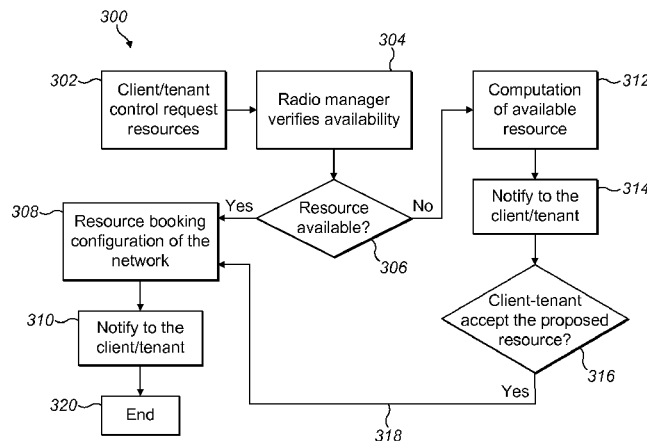 300
302
Client/tenant
control request
resources
304
Radio manager
verifies availability
312
Computation
of available
resource
314
Notify to the
client/tenant
308
Resource booking
configuration of the
network
Yes
Resource
available?
No
306
Client-tenant
accept the proposed
resource?
316
310
Notify to the
client/tenant
Yes
318
320
End